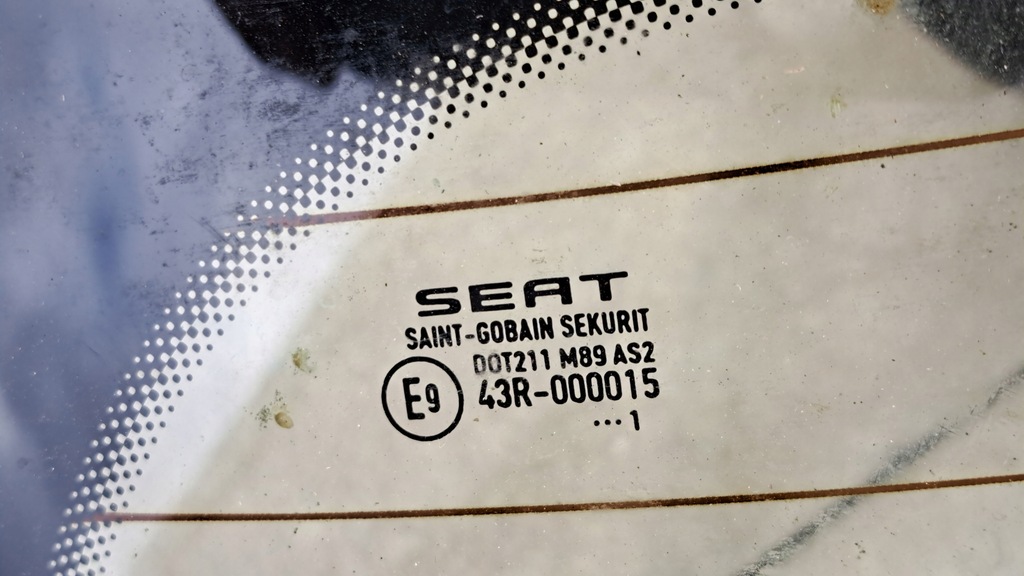 SEAT
SAINT-GOBAIN SEKURIT
DOT211 M89 AS2
E9 43R-000015
••• 1